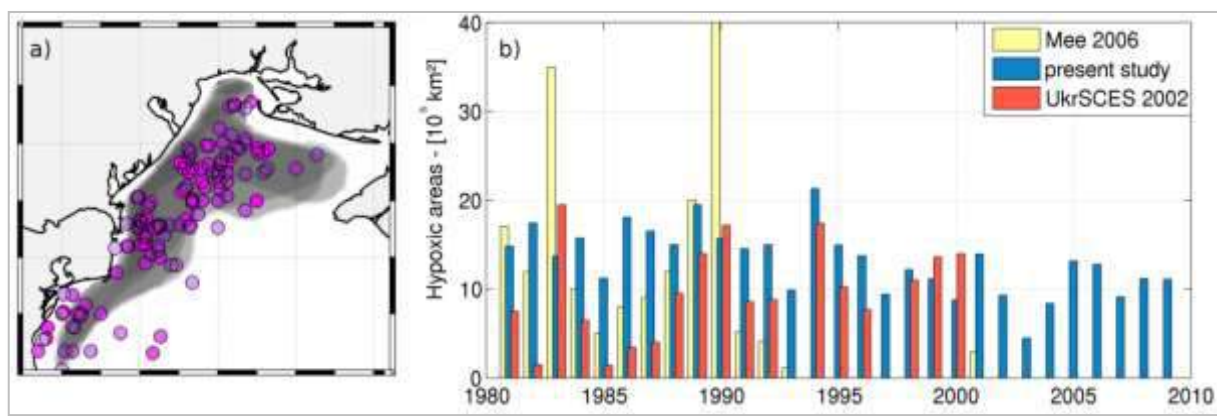 a)
b)
Hypoxic areas - [10³ km²]
40
30
20
10
0
1980
1985
1990
1995
2000
2005
2010
Mee 2006
present study
UkrSCES 2002